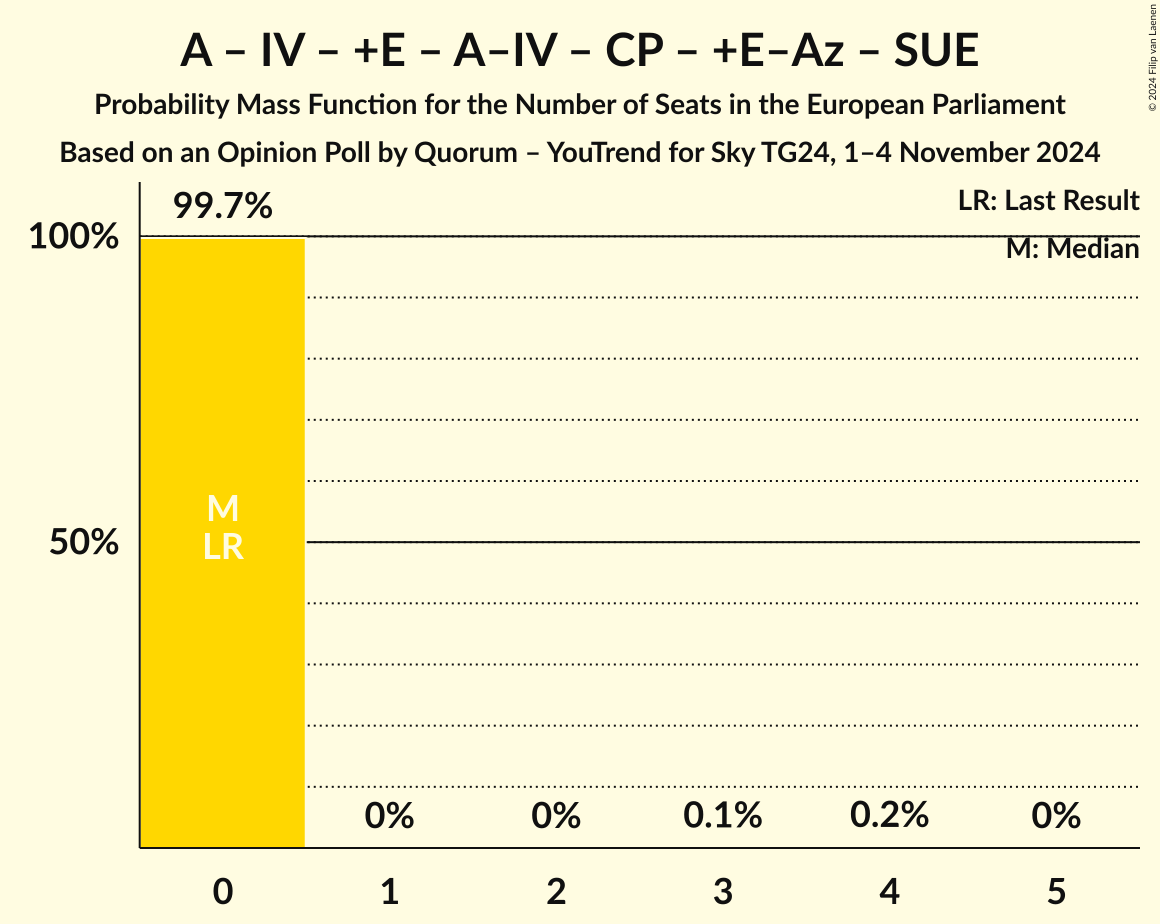 A – IV – +E – A–IV – CP – +E–Az – SUE
Probability Mass Function for the Number of Seats in the European Parliament
Based on an Opinion Poll by Quorum – YouTrend for Sky TG24, 1–4 November 2024
© 2024 Filip van Laenen
LR: Last Result
M: Median
99.7%
100%
50%
M
LR
0%
0%
0.1%
0.2%
0%
0
1
2
3
4
5